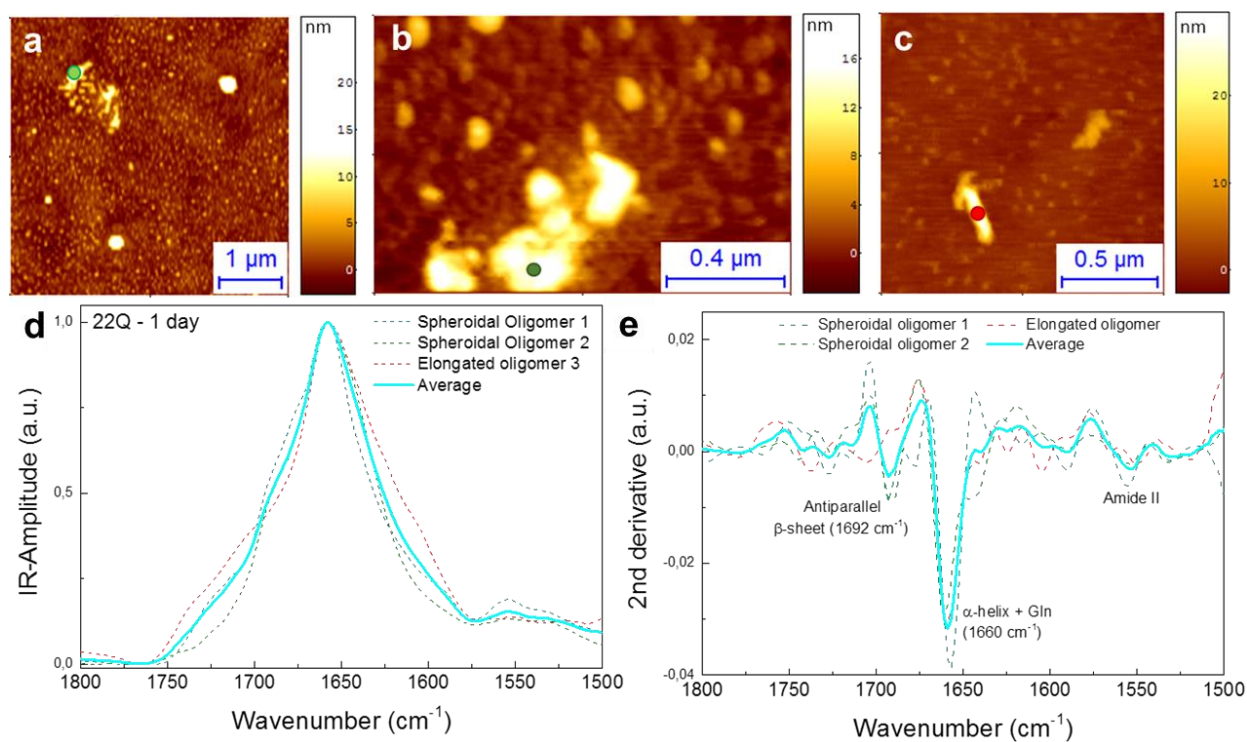 a
nm
20
10
0
1 µm
b
nm
16
12
8
4
0
0.4 µm
c
nm
20
10
0
0.5 µm
d
22Q - 1 day
Spheroidal Oligomer 1
Spheroidal Oligomer 2
Elongated oligomer 3
Average
1,0
0,5
0,0
IR-Amplitude (a.u.)
1800 1750 1700 1650 1600 1550 1500
Wavenumber (cm⁻¹)
e
Spheroidal oligomer 1
Elongated oligomer
Spheroidal oligomer 2
Average
0,02
0,00
-0,02
-0,04
2nd derivative (a.u.)
Antiparallel
β-sheet (1692 cm⁻¹)
α-helix + Gln
(1660 cm⁻¹)
Amide II
1800 1750 1700 1650 1600 1550 1500
Wavenumber (cm⁻¹)